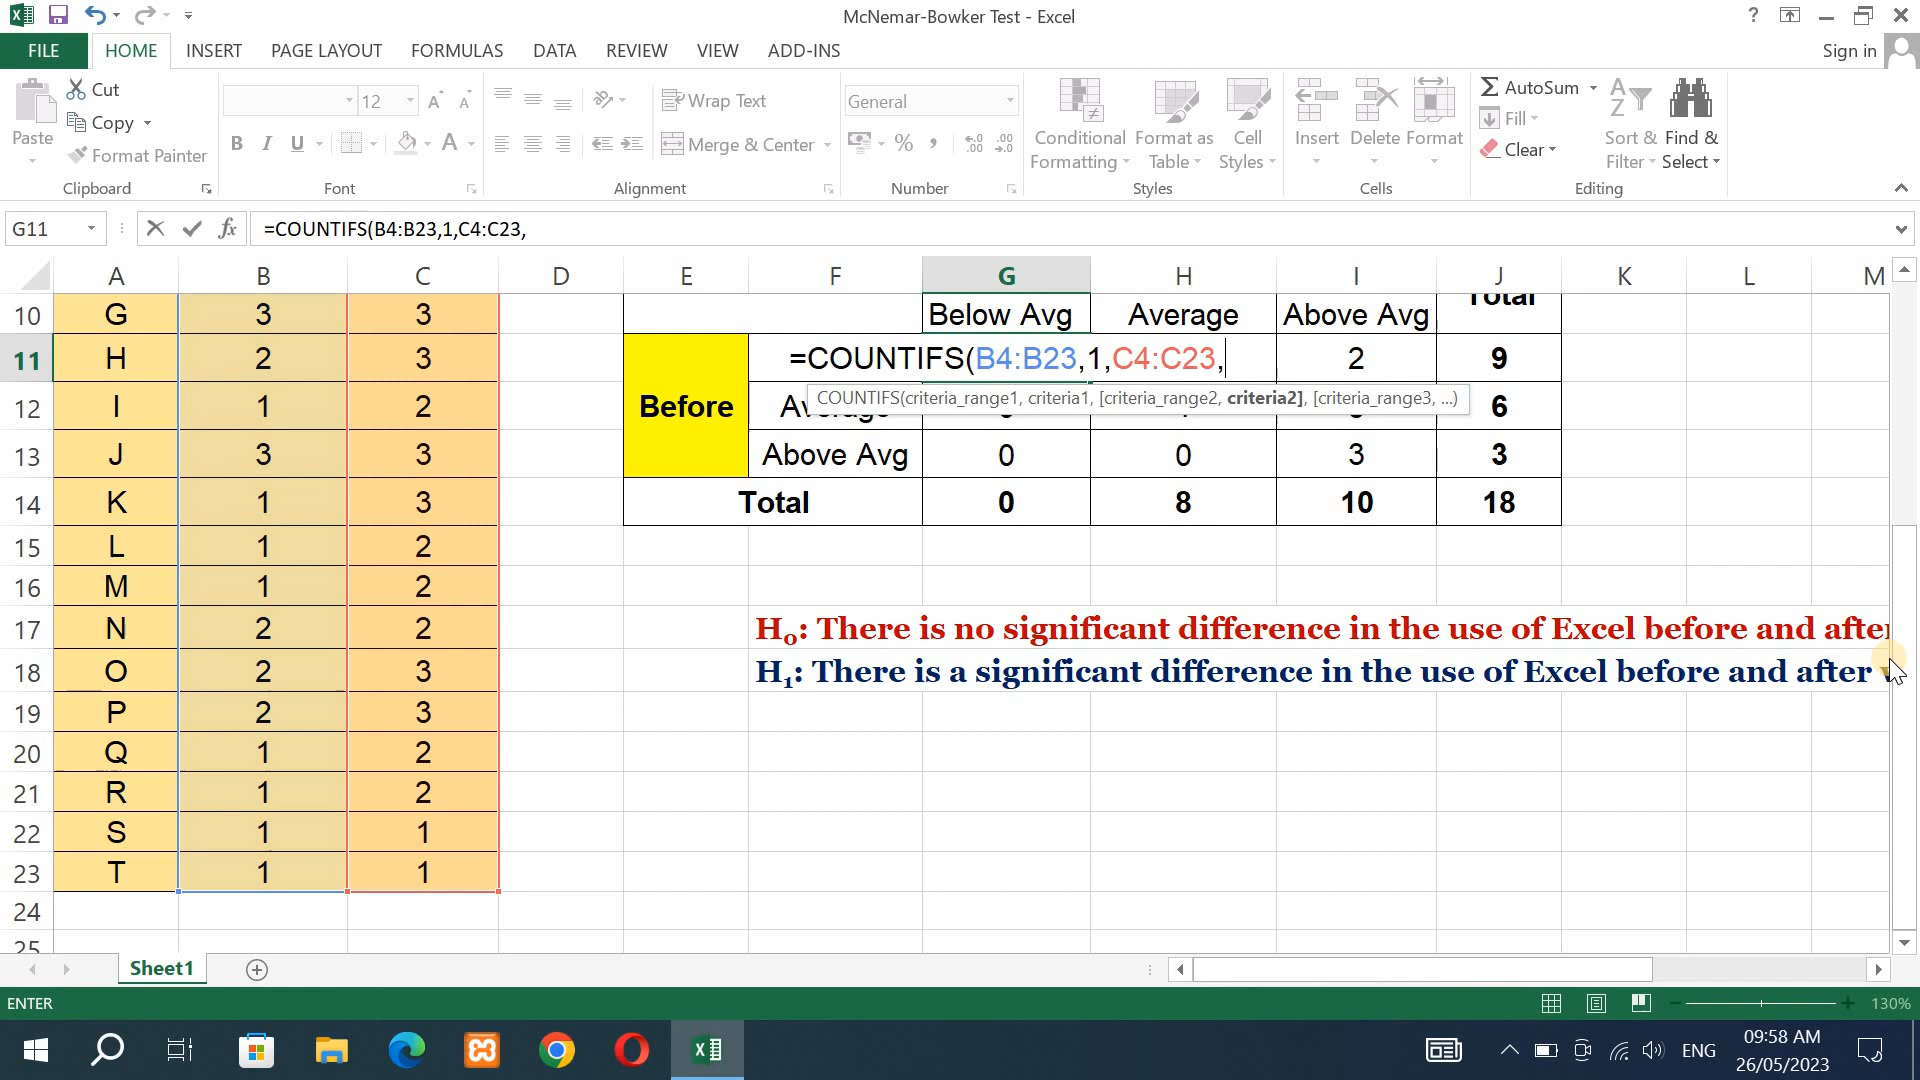 McNemar-Bowker Test - Excel
FILE HOME INSERT PAGE LAYOUT FORMULAS DATA REVIEW VIEW ADD-INS Sign in
Paste Cut Copy Format Painter Clipboard
12 B I U A Font
Wrap Text Merge & Center Alignment
General % Number
Conditional Formatting Format as Table Cell Styles Styles
Insert Delete Format Cells
AutoSum Fill Clear Sort & Filter Find & Select Editing
G11 fx =COUNTIFS(B4:B23,1,C4:C23,
A B C D E F G H I J K L M
10 G 3 3 Below Avg Average Above Avg Total
11 H 2 3 =COUNTIFS(B4:B23,1,C4:C23, 2 9
COUNTIFS(criteria_range1, criteria1, [criteria_range2, criteria2], [criteria_range3, ...)
12 I 1 2 Before 6
13 J 3 3 Above Avg 0 0 3 3
14 K 1 3 Total 0 8 10 18
15 L 1 2
16 M 1 2
17 N 2 2 H₀: There is no significant difference in the use of Excel before and after
18 O 2 3 H₁: There is a significant difference in the use of Excel before and after
19 P 2 3
20 Q 1 2
21 R 1 2
22 S 1 1
23 T 1 1
24
25
Sheet1
ENTER 130%
ENG 09:58 AM
26/05/2023